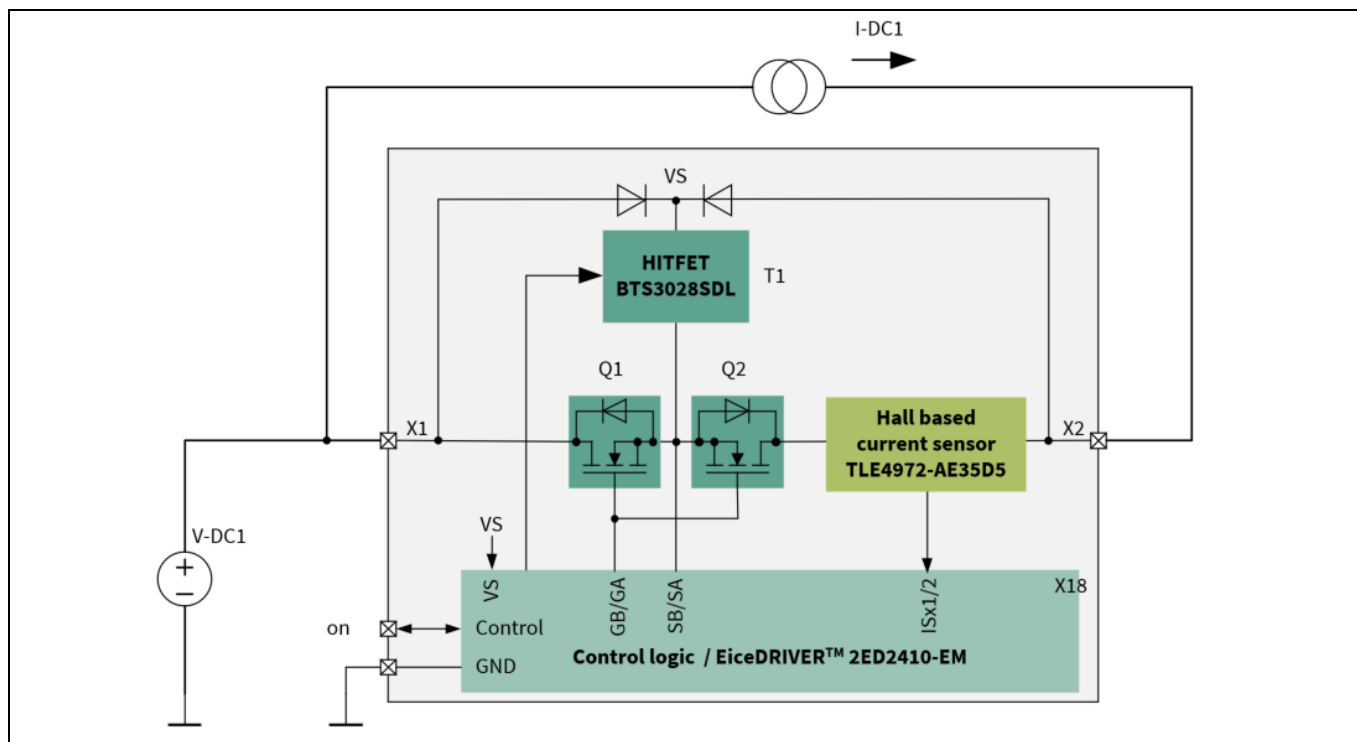 I-DC1
VS
HITFET
BTS3028SDL
T1
Q1
Q2
X1
Hall based
current sensor
TLE4972-AE35D5
X2
V-DC1
+
−
VS
VS
GB/GA
SB/SA
ISx1/2
X18
on
Control
GND
Control logic / EiceDRIVER™ 2ED2410-EM